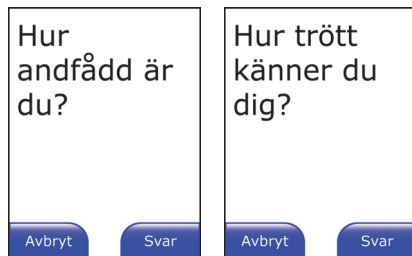 Hur
andfådd är
du?
Avbryt
Svar
Hur trött
känner du
dig?
Avbryt
Svar